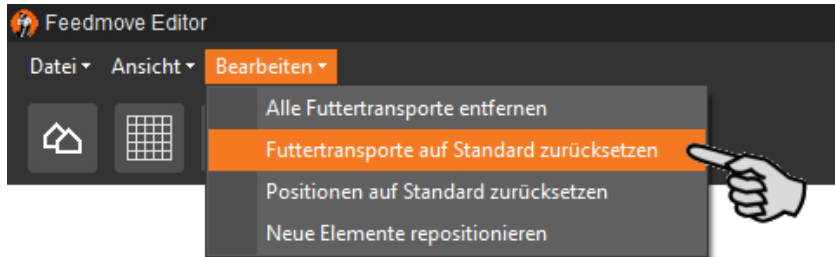 Feedmove Editor
Datei Ansicht Bearbeiten
Alle Futtertransporte entfernen
Futtertransporte auf Standard zurücksetzen
Positionen auf Standard zurücksetzen
Neue Elemente repositionieren